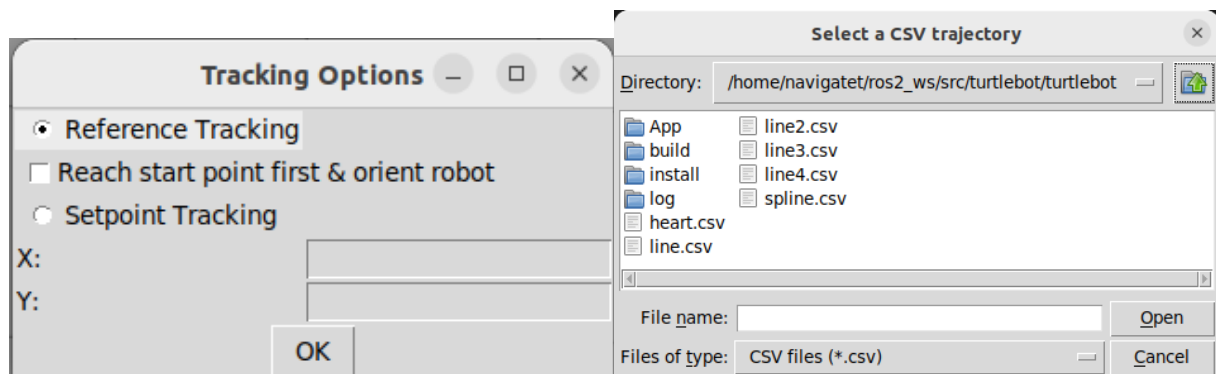 Tracking Options
Reference Tracking
Reach start point first & orient robot
Setpoint Tracking
X:
Y:
OK
Select a CSV trajectory
Directory: /home/navigatet/ros2_ws/src/turtlebot/turtlebot
App line2.csv
build line3.csv
install line4.csv
log spline.csv
heart.csv
line.csv
File name: Open
Files of type: CSV files (*.csv) Cancel